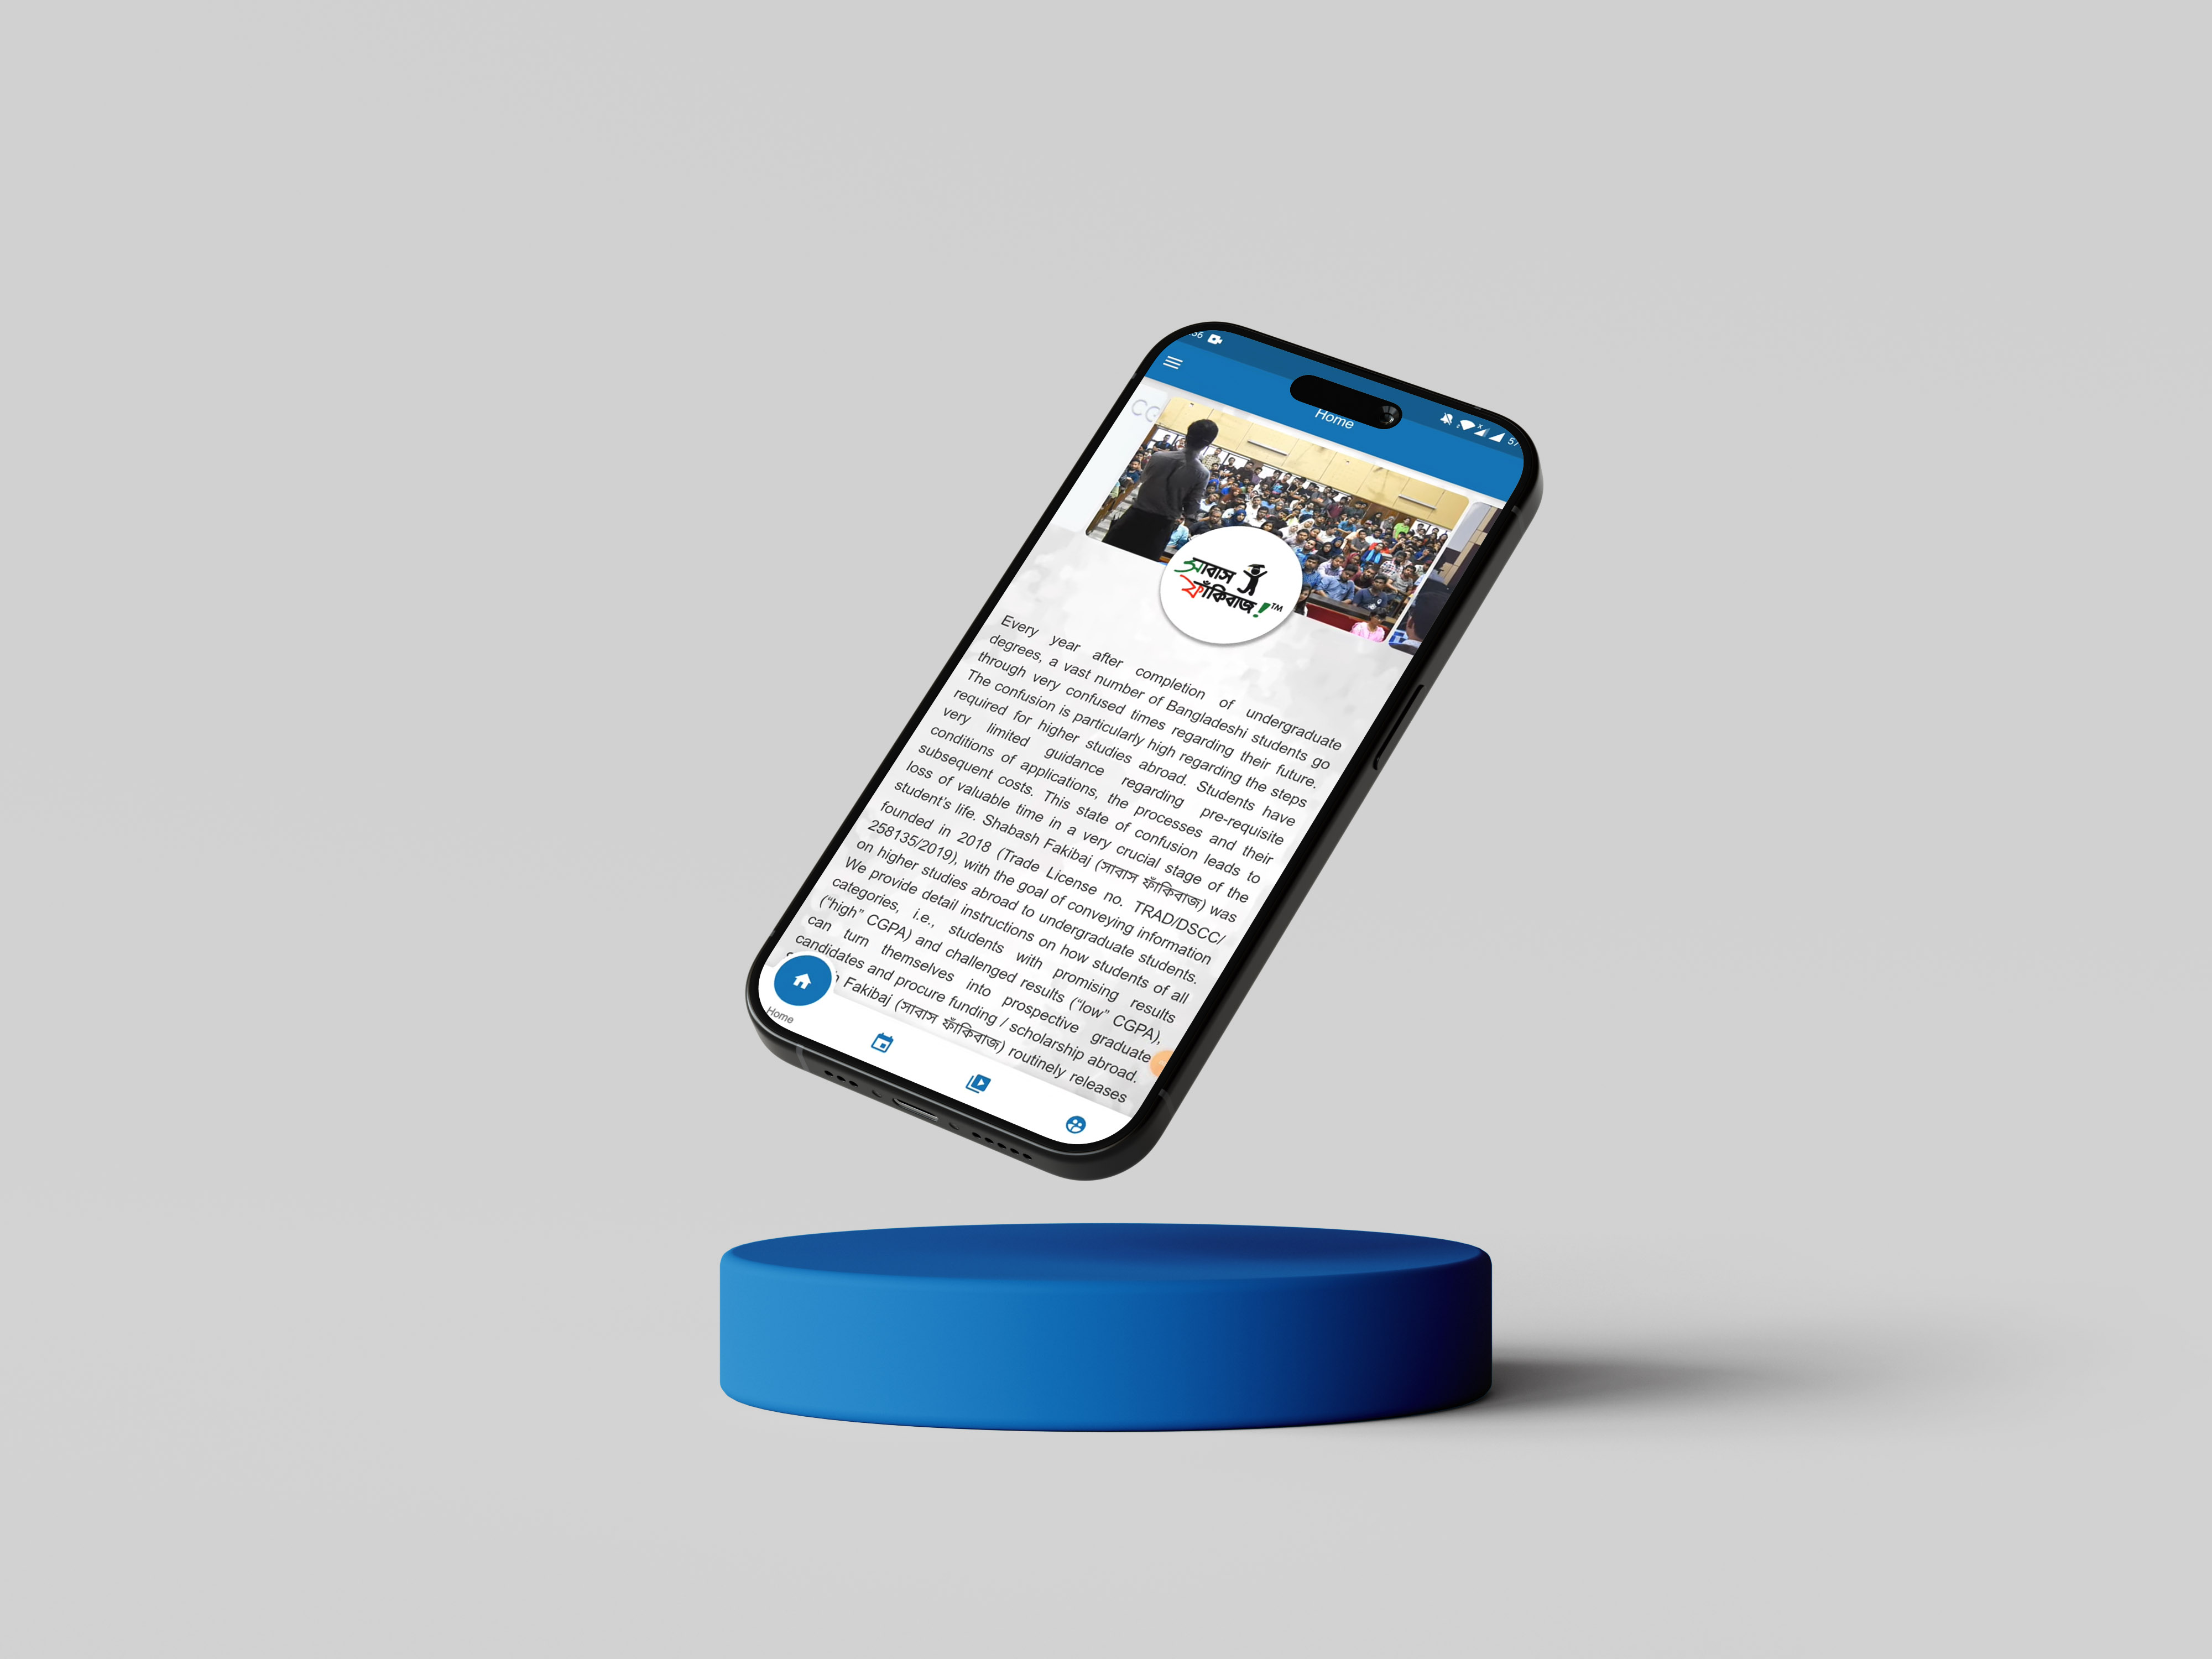 Home
CG
সাবাস
ফাঁকিবাজ !™
Every year after completion of undergraduate
degrees, a vast number of Bangladeshi students go
through very confused times regarding their future.
The confusion is particularly high regarding the steps
required for higher studies abroad. Students have
very limited guidance regarding pre-requisite
conditions of applications, the processes and their
subsequent costs. This state of confusion leads to
loss of valuable time in a very crucial stage of the
student's life. Shabash Fakibaj (সাবাস ফাঁকিবাজ) was
founded in 2018 (Trade License no. TRAD/DSCC/
258135/2019), with the goal of conveying information
on higher studies abroad to undergraduate students.
We provide detail instructions on how students of all
categories, i.e., students with promising results
(“high” CGPA) and challenged results (“low” CGPA),
can turn themselves into prospective graduate
candidates and procure funding / scholarship abroad.
Fakibaj (সাবাস ফাঁকিবাজ) routinely releases
Home